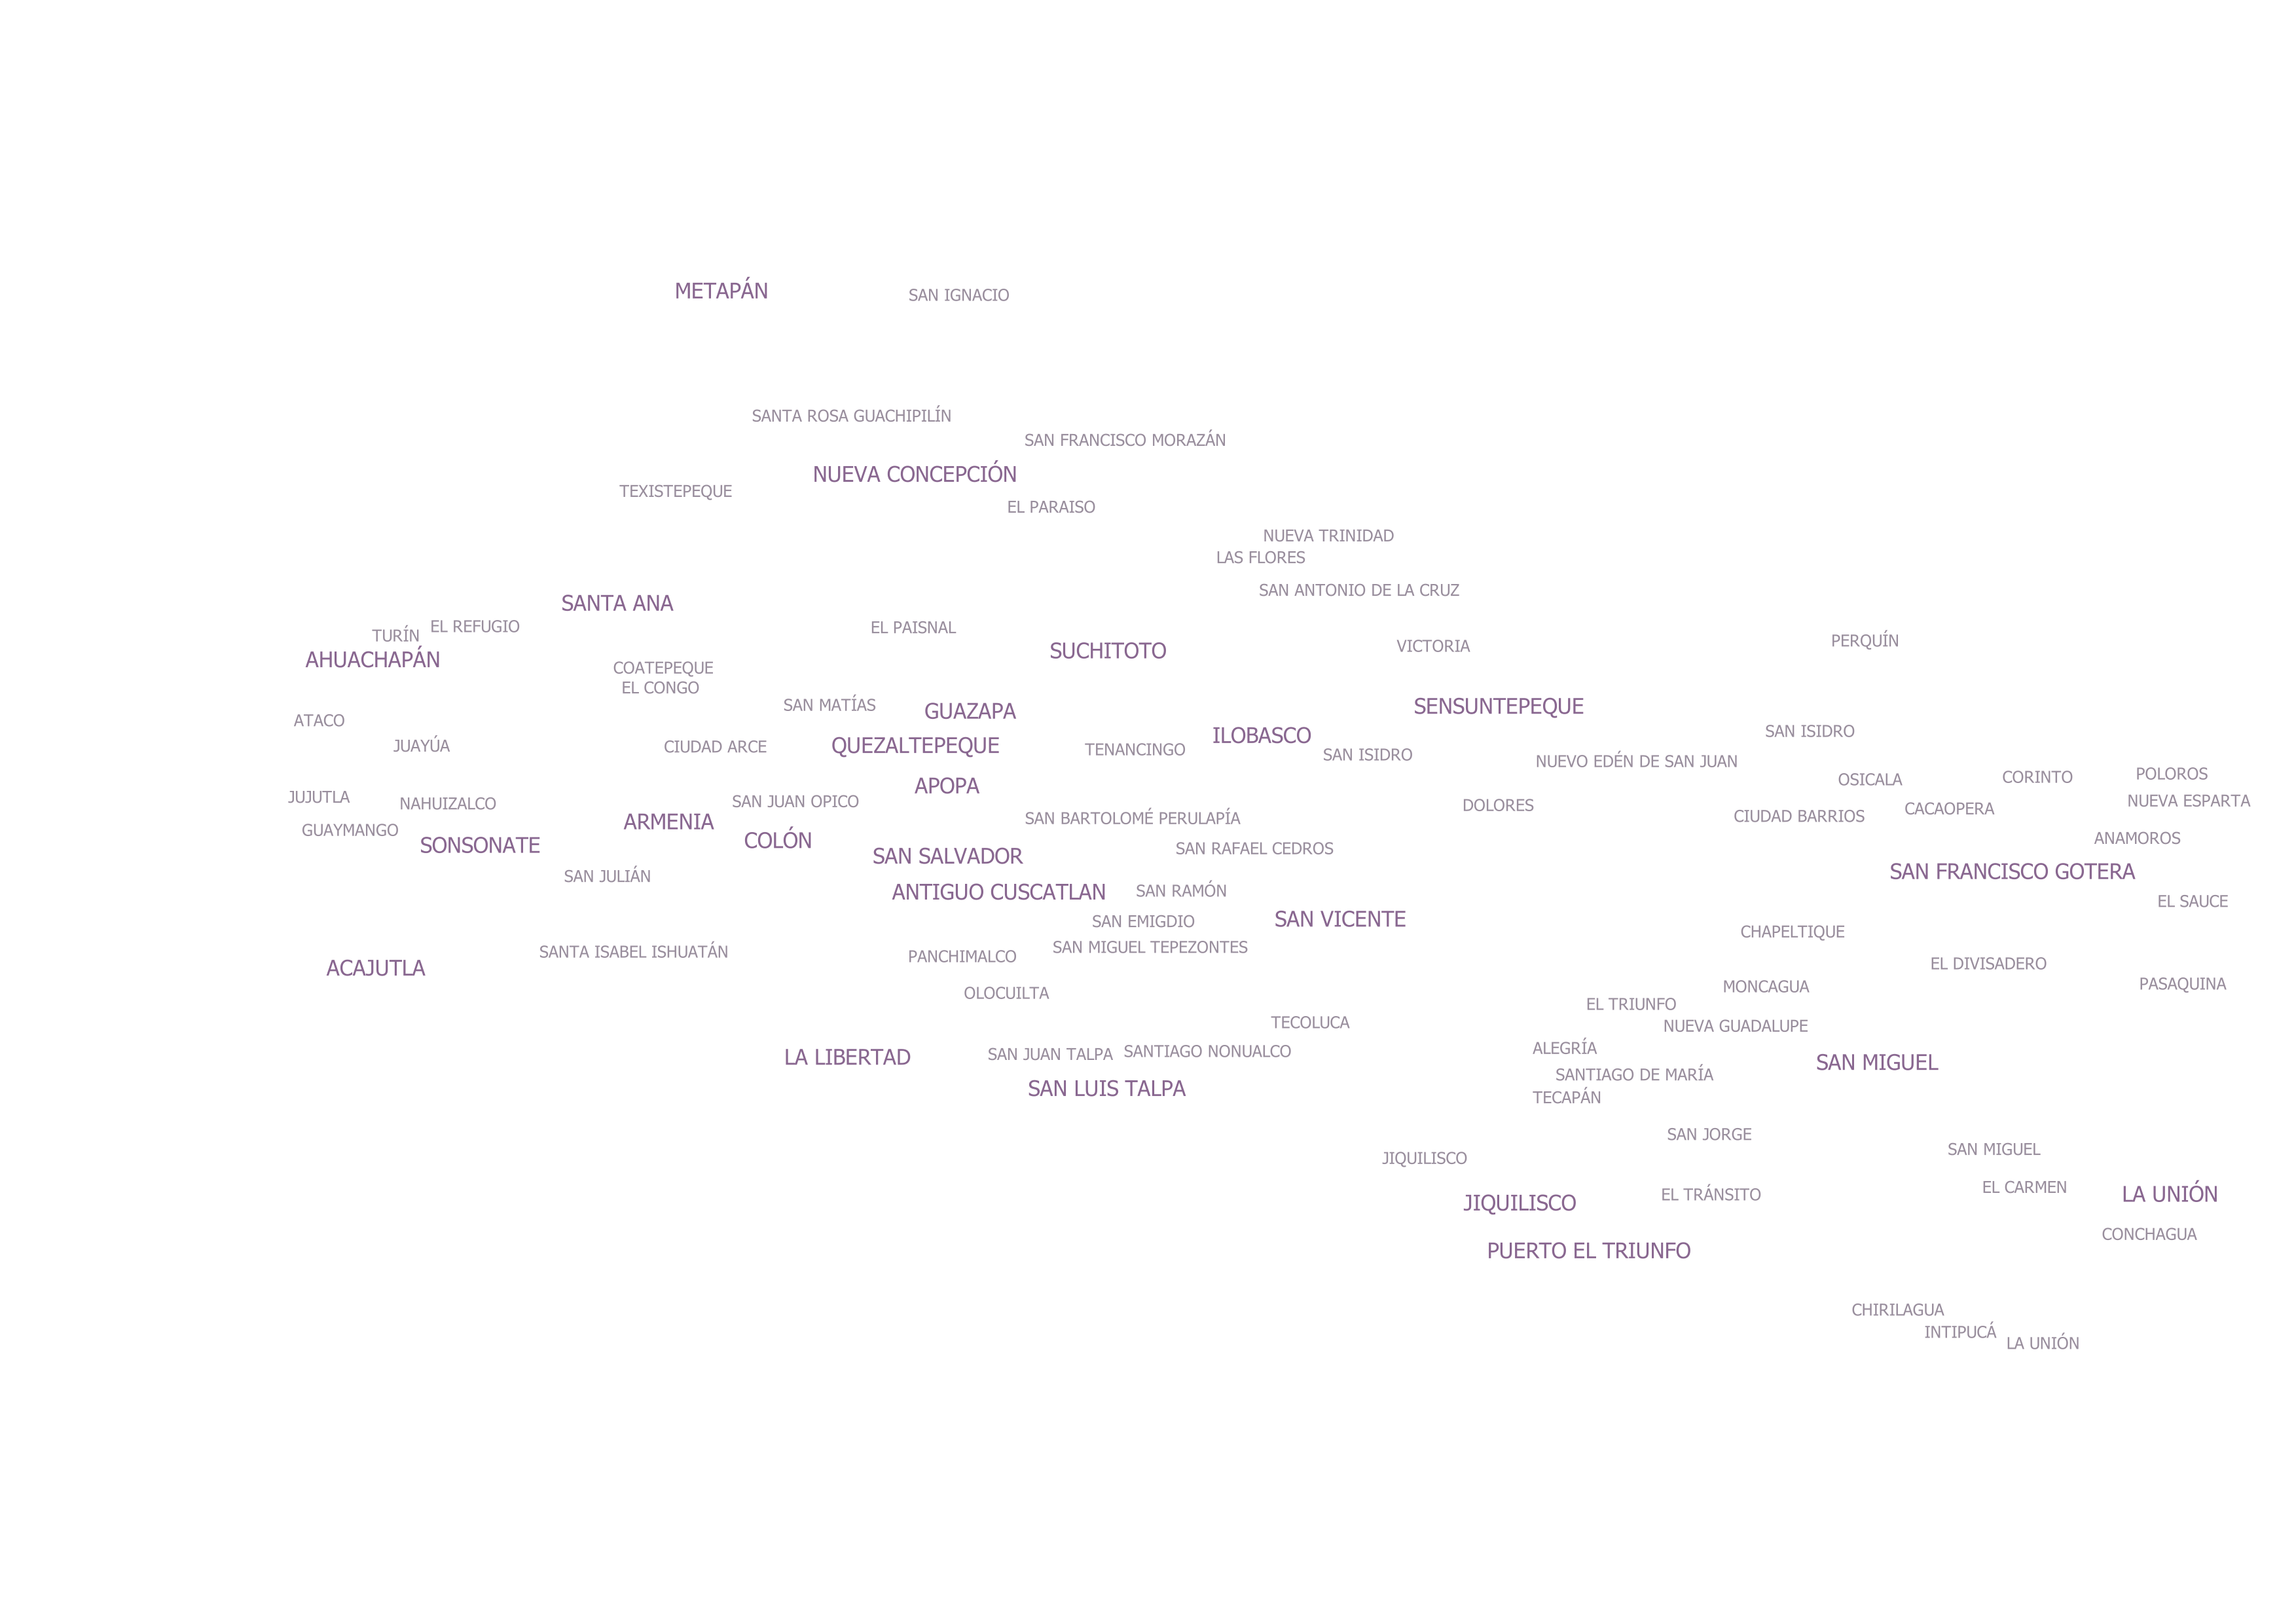 METAPÁN
SAN IGNACIO
SANTA ROSA GUACHIPILÍN
SAN FRANCISCO MORAZÁN
NUEVA CONCEPCIÓN
TEXISTEPEQUE
EL PARAISO
NUEVA TRINIDAD
LAS FLORES
SAN ANTONIO DE LA CRUZ
SANTA ANA
EL REFUGIO
EL PAISNAL
TURÍN
PERQUÍN
VICTORIA
SUCHITOTO
AHUACHAPÁN
COATEPEQUE
EL CONGO
SAN MATÍAS
SENSUNTEPEQUE
GUAZAPA
ATACO
SAN ISIDRO
ILOBASCO
JUAYÚA
CIUDAD ARCE
QUEZALTEPEQUE
TENANCINGO
SAN ISIDRO
NUEVO EDÉN DE SAN JUAN
POLOROS
CORINTO
OSICALA
APOPA
JUJUTLA
NUEVA ESPARTA
SAN JUAN OPICO
NAHUIZALCO
DOLORES
CACAOPERA
CIUDAD BARRIOS
SAN BARTOLOMÉ PERULAPÍA
ARMENIA
GUAYMANGO
ANAMOROS
COLÓN
SONSONATE
SAN RAFAEL CEDROS
SAN SALVADOR
SAN FRANCISCO GOTERA
SAN JULIÁN
SAN RAMÓN
ANTIGUO CUSCATLAN
EL SAUCE
SAN VICENTE
SAN EMIGDIO
CHAPELTIQUE
SAN MIGUEL TEPEZONTES
SANTA ISABEL ISHUATÁN
PANCHIMALCO
EL DIVISADERO
ACAJUTLA
PASAQUINA
MONCAGUA
OLOCUILTA
EL TRIUNFO
TECOLUCA
NUEVA GUADALUPE
ALEGRÍA
SANTIAGO NONUALCO
SAN JUAN TALPA
LA LIBERTAD
SAN MIGUEL
SANTIAGO DE MARÍA
SAN LUIS TALPA
TECAPÁN
SAN JORGE
SAN MIGUEL
JIQUILISCO
EL CARMEN
LA UNIÓN
EL TRÁNSITO
JIQUILISCO
CONCHAGUA
PUERTO EL TRIUNFO
CHIRILAGUA
INTIPUCÁ
LA UNIÓN